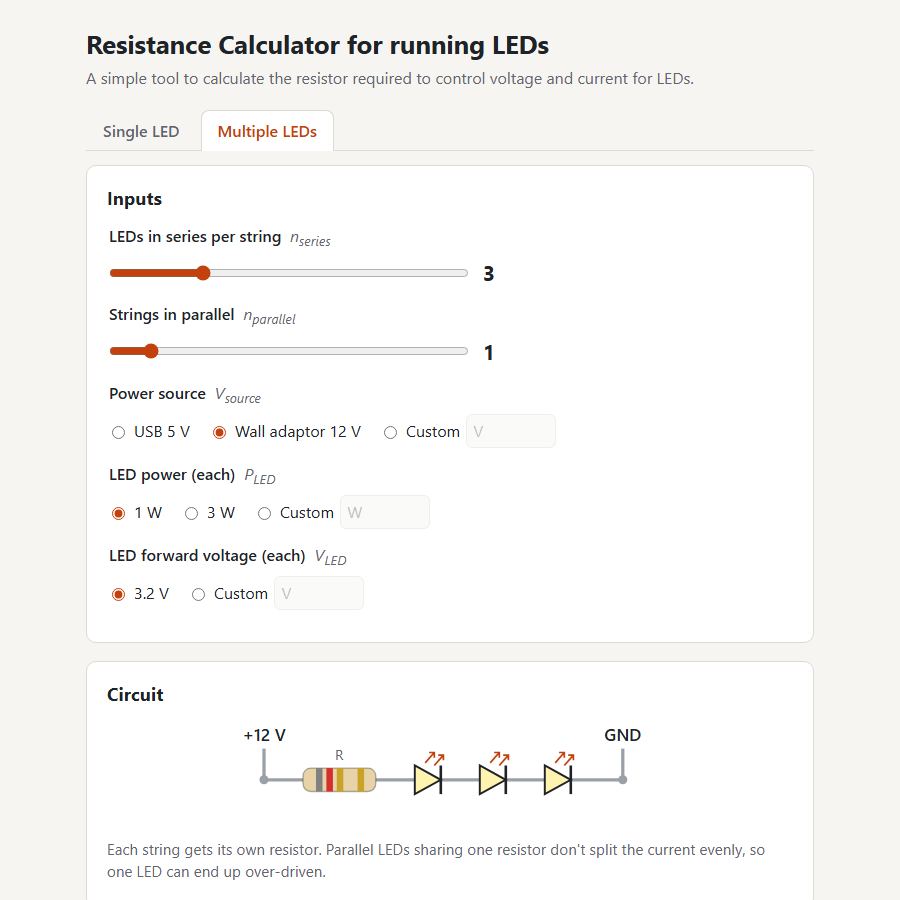 Resistance Calculator for running LEDs
A simple tool to calculate the resistor required to control voltage and current for LEDs.
Single LED Multiple LEDs
Inputs
LEDs in series per string nseries
3
Strings in parallel nparallel
1
Power source Vsource
USB 5 V Wall adaptor 12 V Custom V
LED power (each) PLED
1 W 3 W Custom W
LED forward voltage (each) VLED
3.2 V Custom V
Circuit
+12 V GND
R
Each string gets its own resistor. Parallel LEDs sharing one resistor don't split the current evenly, so
one LED can end up over-driven.